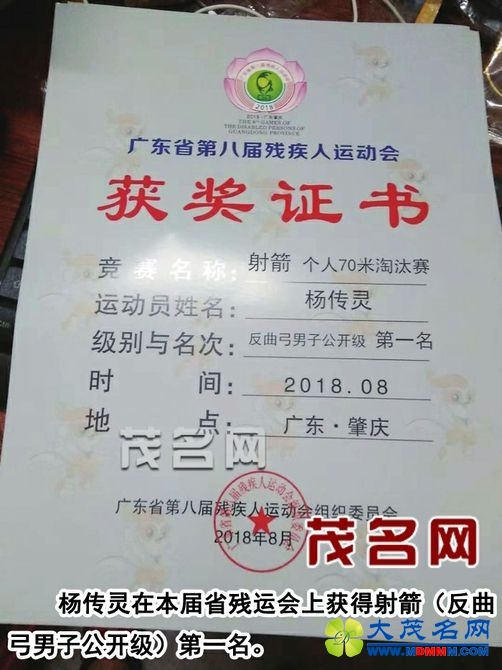 2018
2018·广东肇庆
THE 8TH GAMES OF
THE DISABLED PERSONS OF
GUANGDONG PROVINCE
广东省第八届残疾人运动会
获奖证书
竞赛名称：射箭 个人70米淘汰赛
运动员姓名：杨传灵
级别与名次：反曲弓男子公开级 第一名
时间：2018.08
地点：广东·肇庆
茂名网
广东省第八届残疾人运动会组织委员会
2018年8月
茂名网
杨传灵在本届省残运会上获得射箭（反曲
弓男子公开级）第一名。
大茂名网
WWW.MDMMM.COM